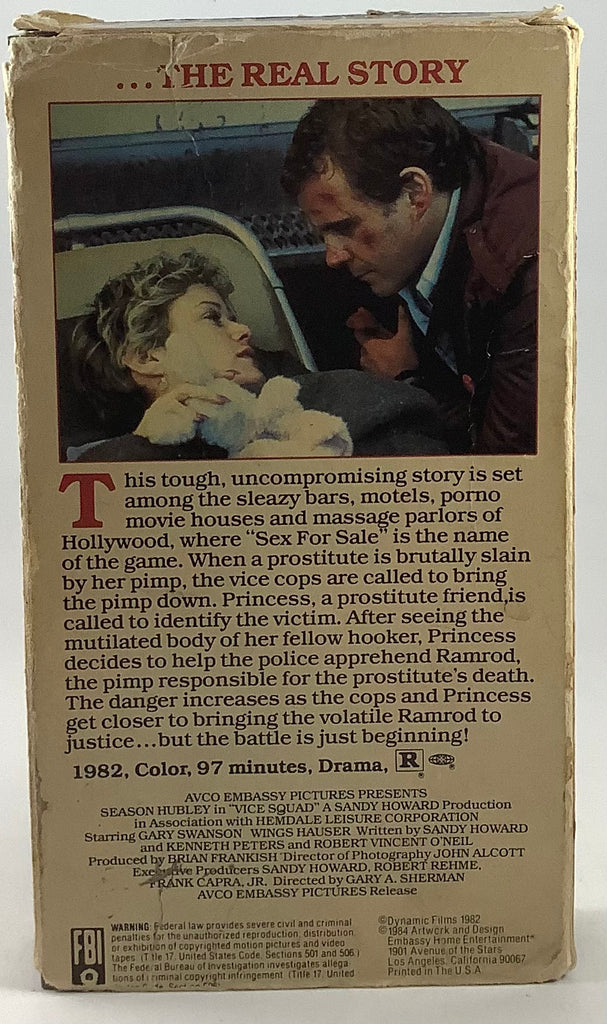 ...THE REAL STORY
This tough, uncompromising story is set
among the sleazy bars, motels, porno
movie houses and massage parlors of
Hollywood, where "Sex For Sale" is the name
of the game. When a prostitute is brutally slain
by her pimp, the vice cops are called to bring
the pimp down. Princess, a prostitute friend, is
called to identify the victim. After seeing the
mutilated body of her fellow hooker, Princess
decides to help the police apprehend Ramrod,
the pimp responsible for the prostitute's death.
The danger increases as the cops and Princess
get closer to bringing the volatile Ramrod to
justice...but the battle is just beginning!
1982, Color, 97 minutes, Drama, R
AVCO EMBASSY PICTURES PRESENTS
SEASON HUBLEY in "VICE SQUAD" A SANDY HOWARD Production
in Association with HEMDALE LEISURE CORPORATION
Starring GARY SWANSON WINGS HAUSER Written by SANDY HOWARD
and KENNETH PETERS and ROBERT VINCENT O'NEIL
Produced by BRIAN FRANKISH Director of Photography JOHN ALCOTT
Executive Producers SANDY HOWARD, ROBERT REHME,
FRANK CAPRA, JR. Directed by GARY A. SHERMAN
AVCO EMBASSY PICTURES Release
FBI
WARNING: Federal law provides severe civil and criminal
penalties for the unauthorized reproduction, distribution,
or exhibition of copyrighted motion pictures and video
tapes (Title 17, United States Code, Sections 501 and 506.)
The Federal Bureau of Investigation investigates allega
tions of criminal copyright infringement (Title 17, United
©Dynamic Films 1982
©1984 Artwork and Design
Embassy Home Entertainment®
1901 Avenue of the Stars
Los Angeles, California 90067
Printed in The U.S.A.